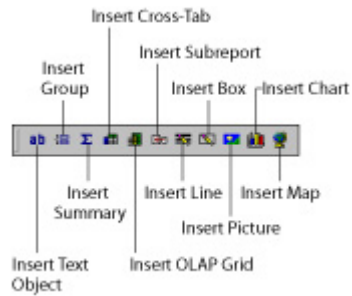 Insert Cross-Tab
Insert Subreport
Insert
Group
Insert Box
Insert Chart
ab
Σ
Insert
Summary
Insert Line
Insert Map
Insert Picture
Insert Text
Object
Insert OLAP Grid